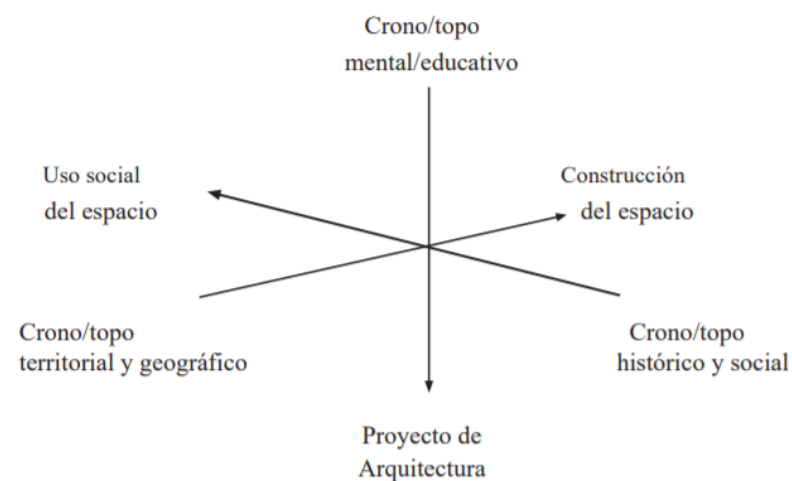 Crono/topo
mental/educativo
Uso social
del espacio
Construcción
del espacio
Crono/topo
territorial y geográfico
Crono/topo
histórico y social
Proyecto de
Arquitectura